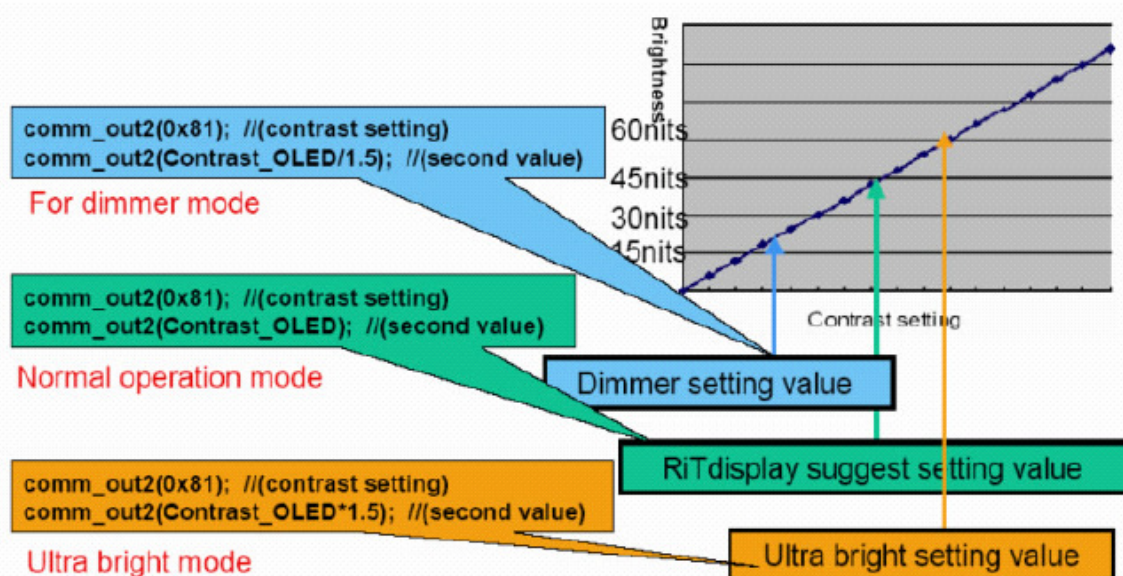 Brightness
60nits
45nits
30nits
15nits
Contrast setting
comm_out2(0x81); //(contrast setting)
comm_out2(Contrast_OLED/1.5); //(second value)
For dimmer mode
comm_out2(0x81); //(contrast setting)
comm_out2(Contrast_OLED); //(second value)
Normal operation mode
Dimmer setting value
RiTdisplay suggest setting value
comm_out2(0x81); //(contrast setting)
comm_out2(Contrast_OLED*1.5); //(second value)
Ultra bright mode
Ultra bright setting value